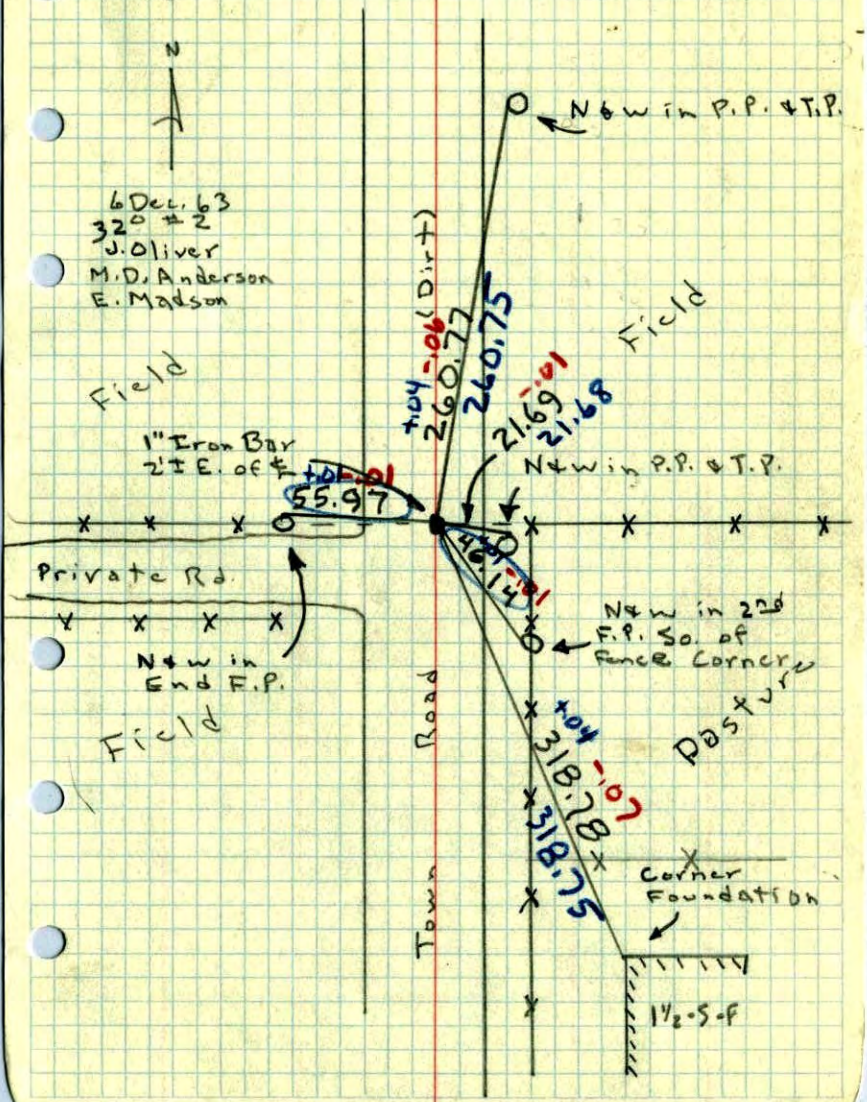 N
N & W in P.P. & T.P.
6 Dec. 63
32° # 2
J. Oliver
M.D. Anderson
E. Madson
(Dirt)
Field
+.04 -.06
260.77
260.75
Field
21.69 -.01
21.68
1" Iron Bar
2'± E. of ℄
+.01 -.01
55.97
N & W in P.P. & T.P.
+.01 -.01
46.14
Private Rd.
N & W in 2nd
F.P. So. of
Fence Corner
N & W in
End F.P.
Field
Town Road
Pasture
+.04 -.07
318.78
318.75
Corner
Foundation
1½-S-F